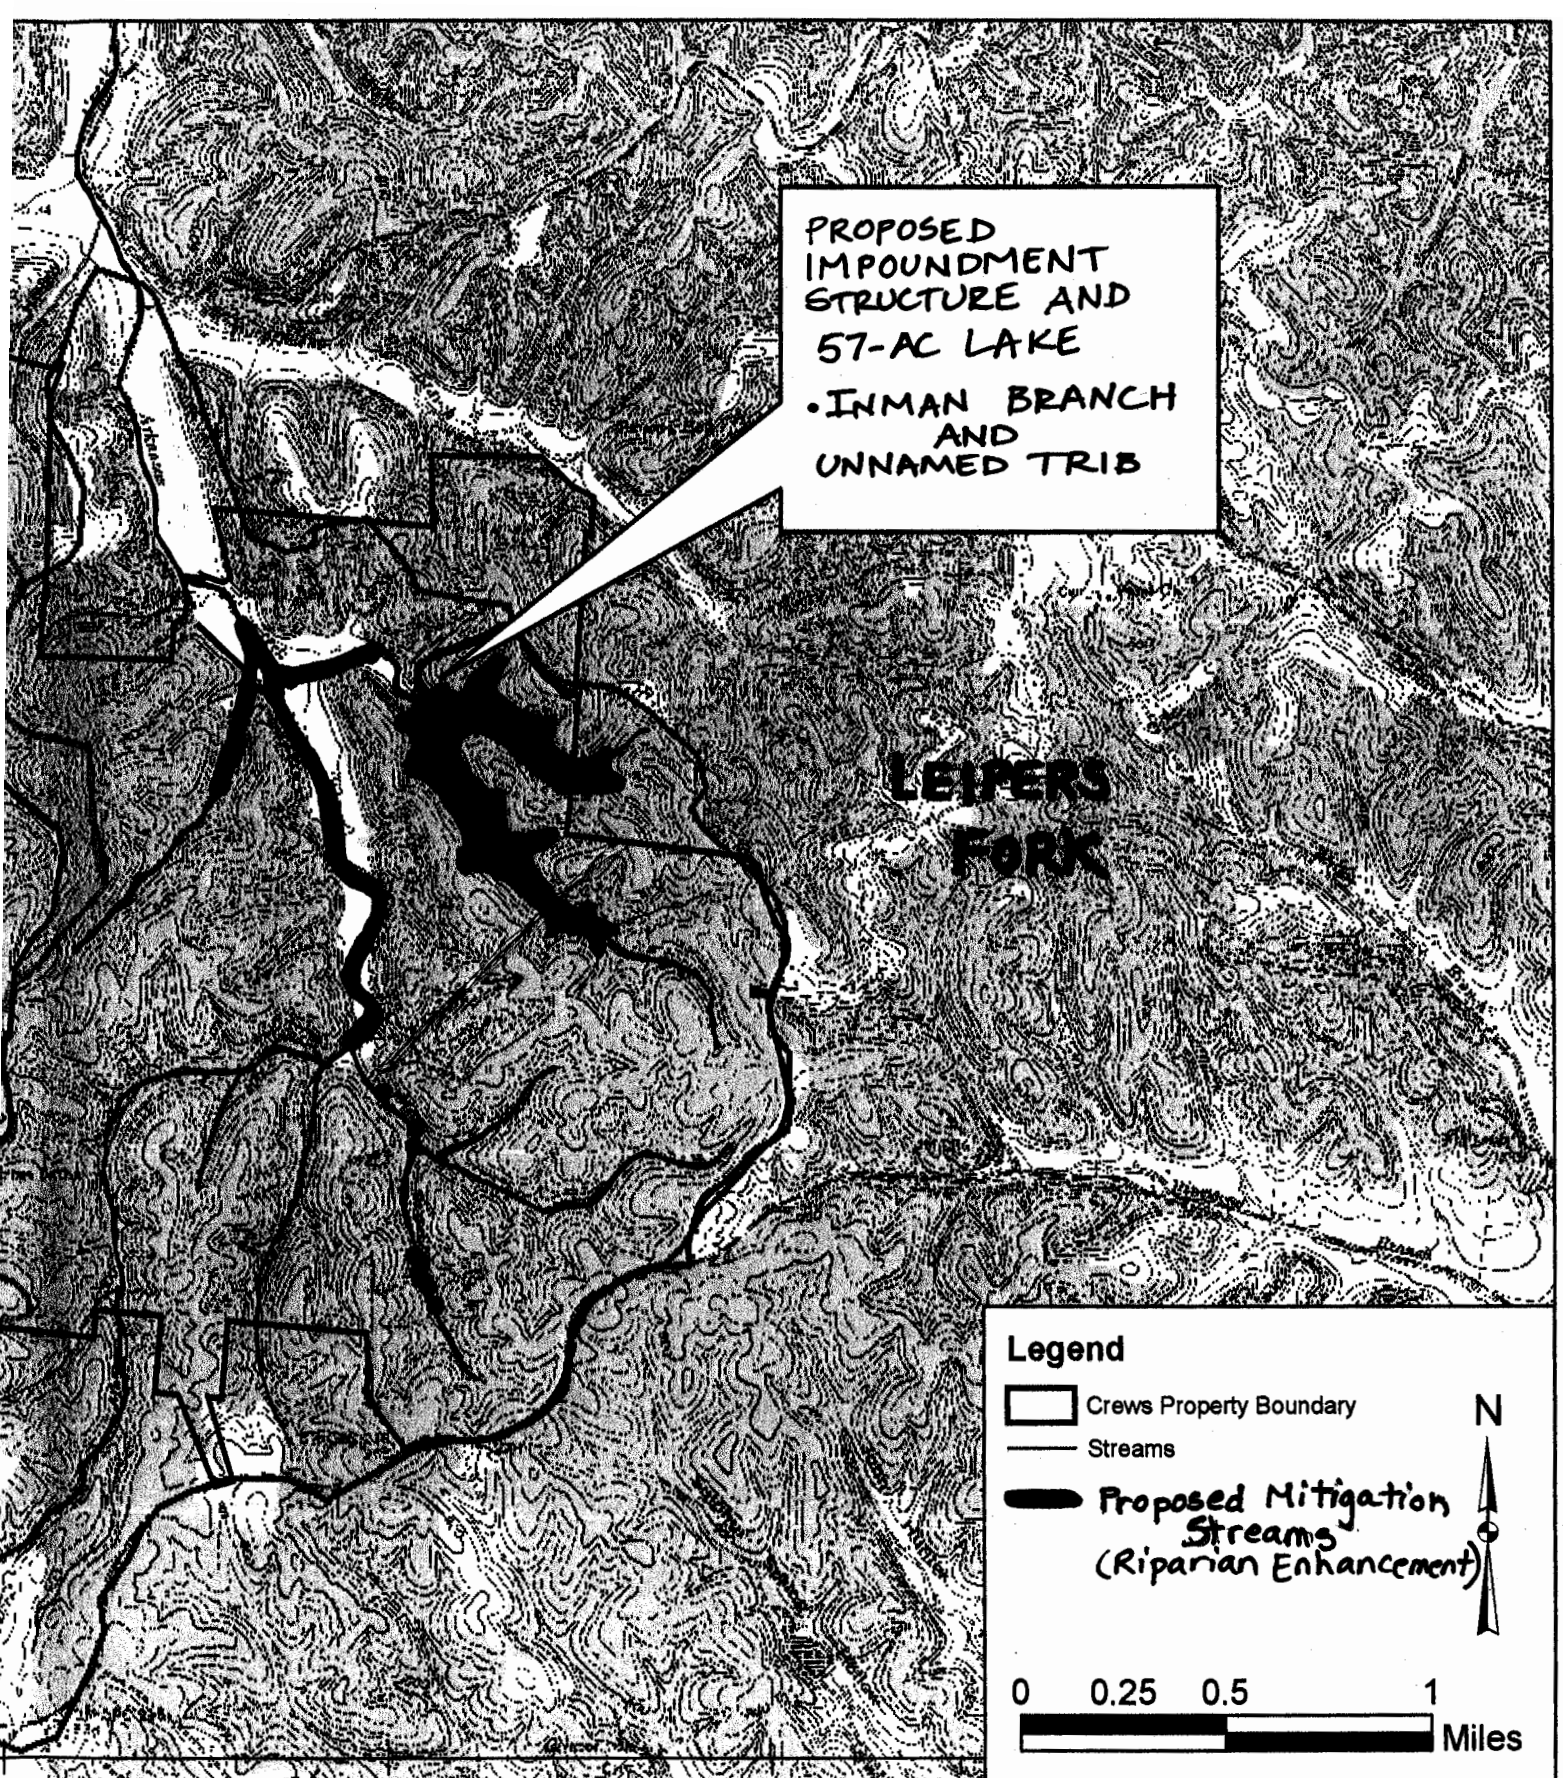 PROPOSED
IMPOUNDMENT
STRUCTURE AND
57-AC LAKE
• INMAN BRANCH
AND
UNNAMED TRIB
LEIPERS
FORK
Legend
Crews Property Boundary
Streams
Proposed Mitigation
Streams
(Riparian Enhancement)
N
0 0.25 0.5 1
Miles